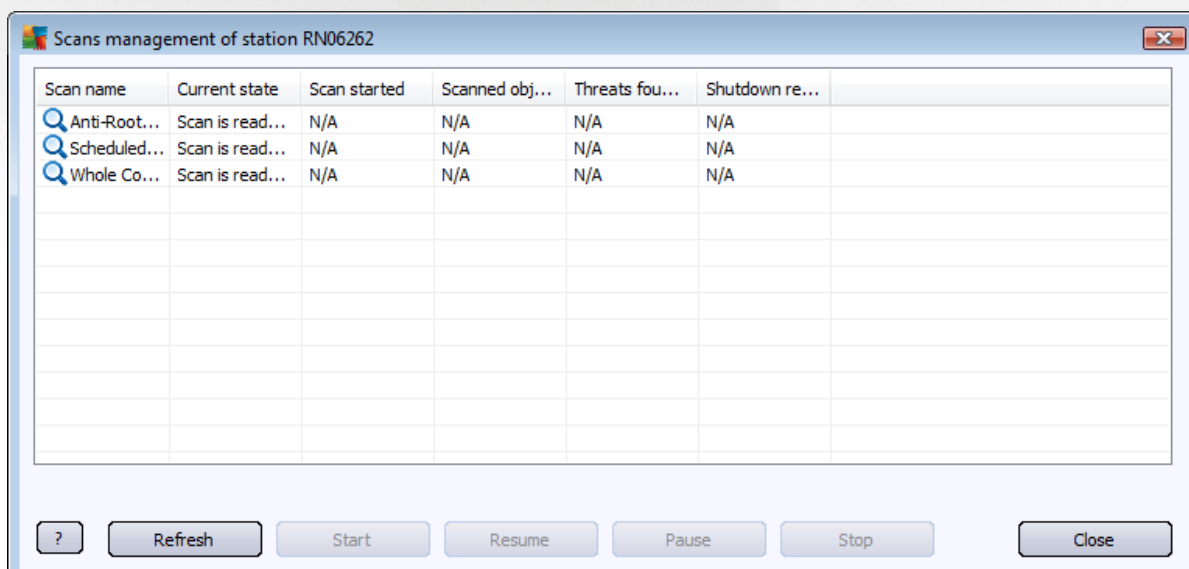 Scans management of station RN06262
Scan name Current state Scan started Scanned obj... Threats fou... Shutdown re...
Anti-Root... Scan is read... N/A N/A N/A N/A
Scheduled... Scan is read... N/A N/A N/A N/A
Whole Co... Scan is read... N/A N/A N/A N/A
? Refresh Start Resume Pause Stop Close